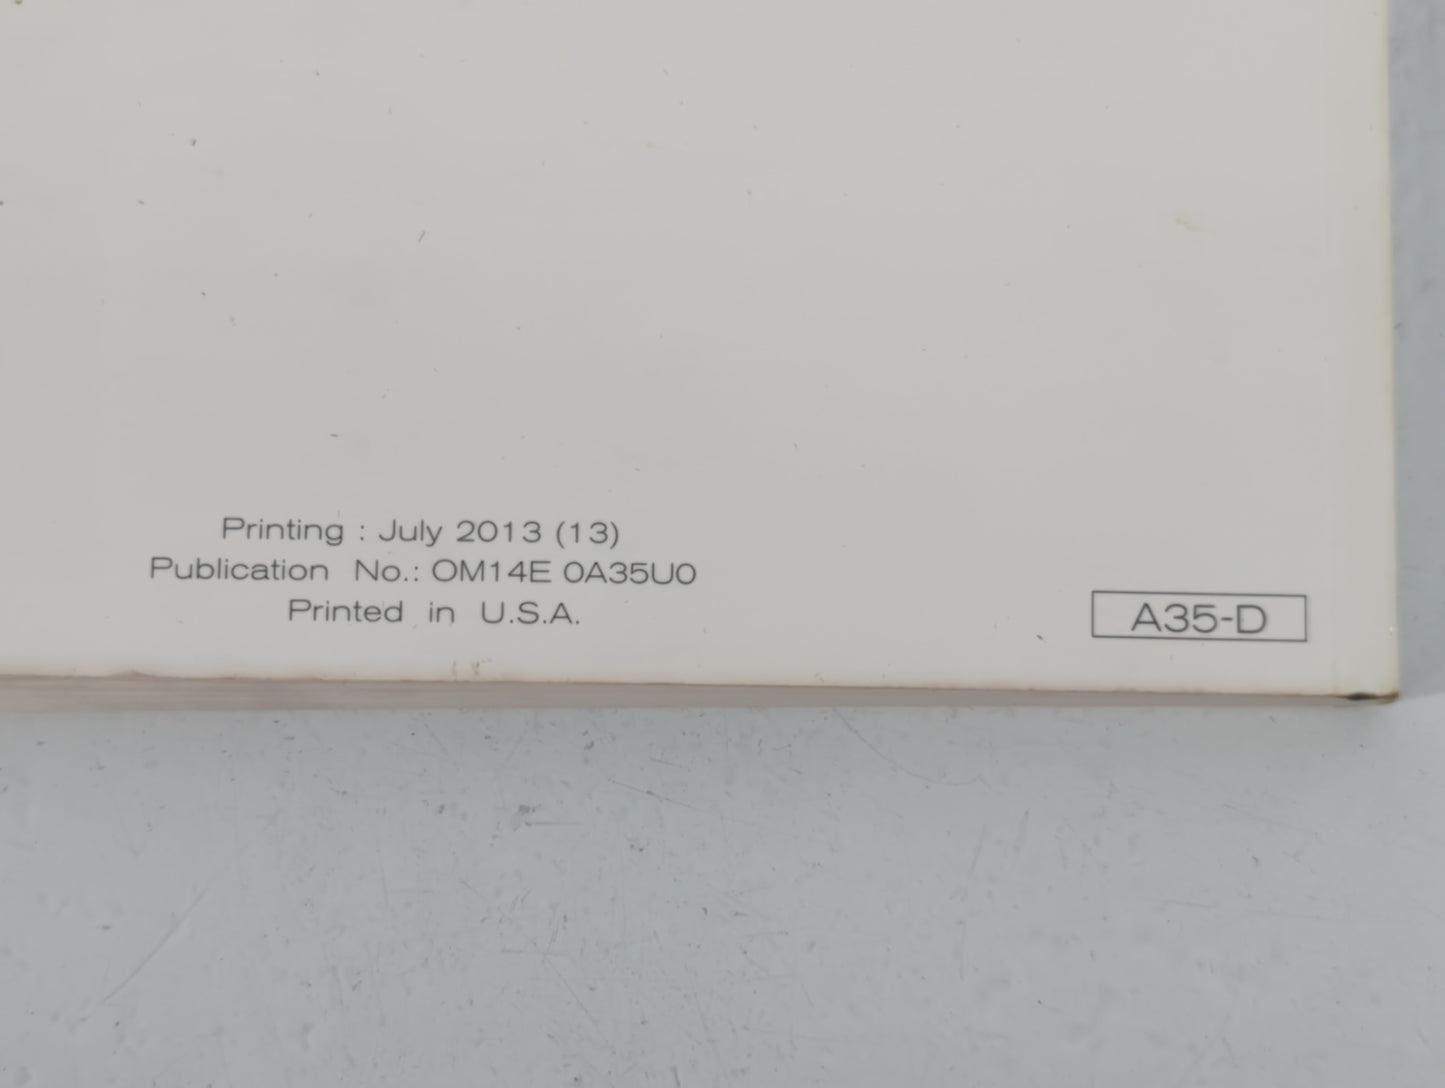 Printing : July 2013 (13)
Publication No.: OM14E 0A35U0
Printed in U.S.A.
A35-D